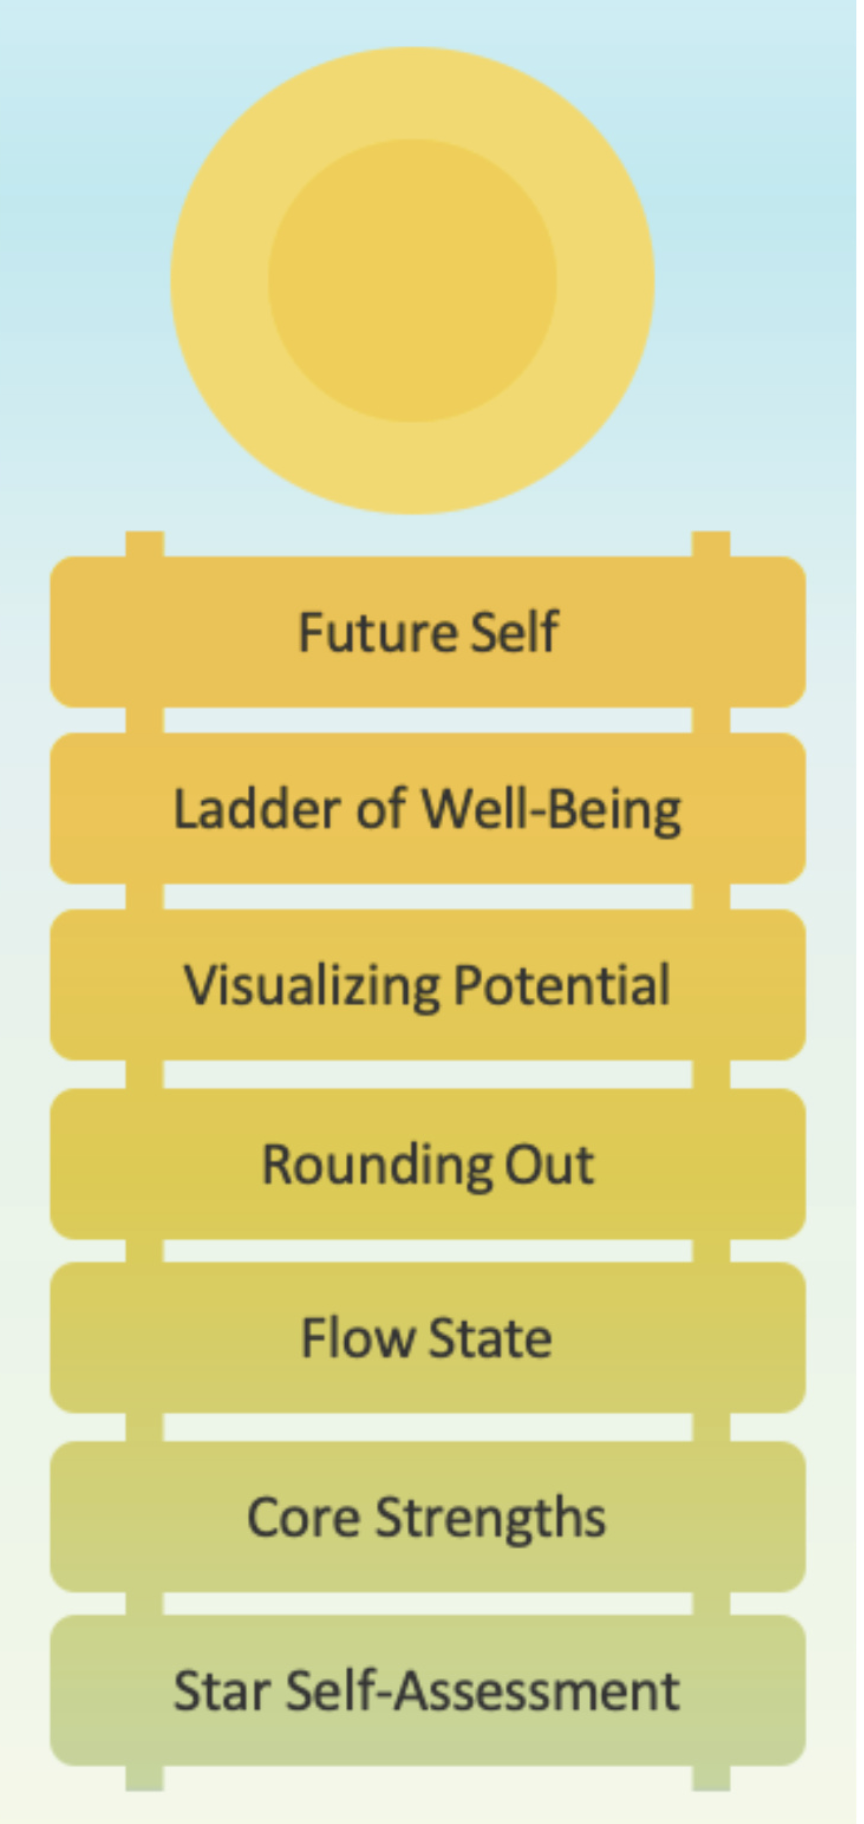 Future Self
Ladder of Well-Being
Visualizing Potential
Rounding Out
Flow State
Core Strengths
Star Self-Assessment